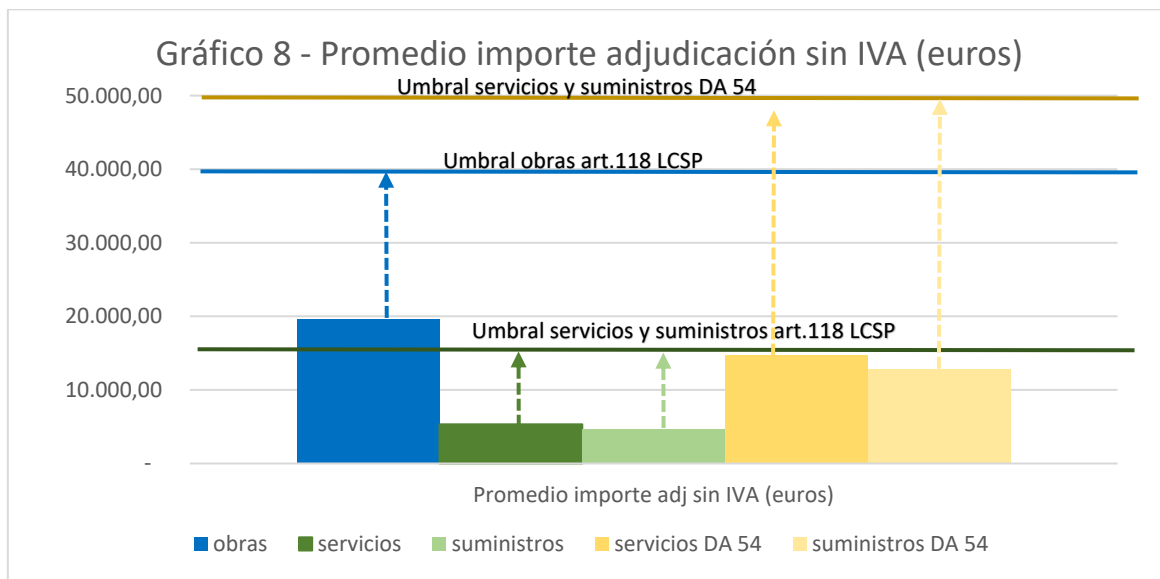 Gráfico 8 - Promedio importe adjudicación sin IVA (euros)
Umbral servicios y suministros DA 54
50.000,00
Umbral obras art.118 LCSP
40.000,00
30.000,00
20.000,00
Umbral servicios y suministros art.118 LCSP
10.000,00
-
Promedio importe adj sin IVA (euros)
obras servicios suministros servicios DA 54 suministros DA 54